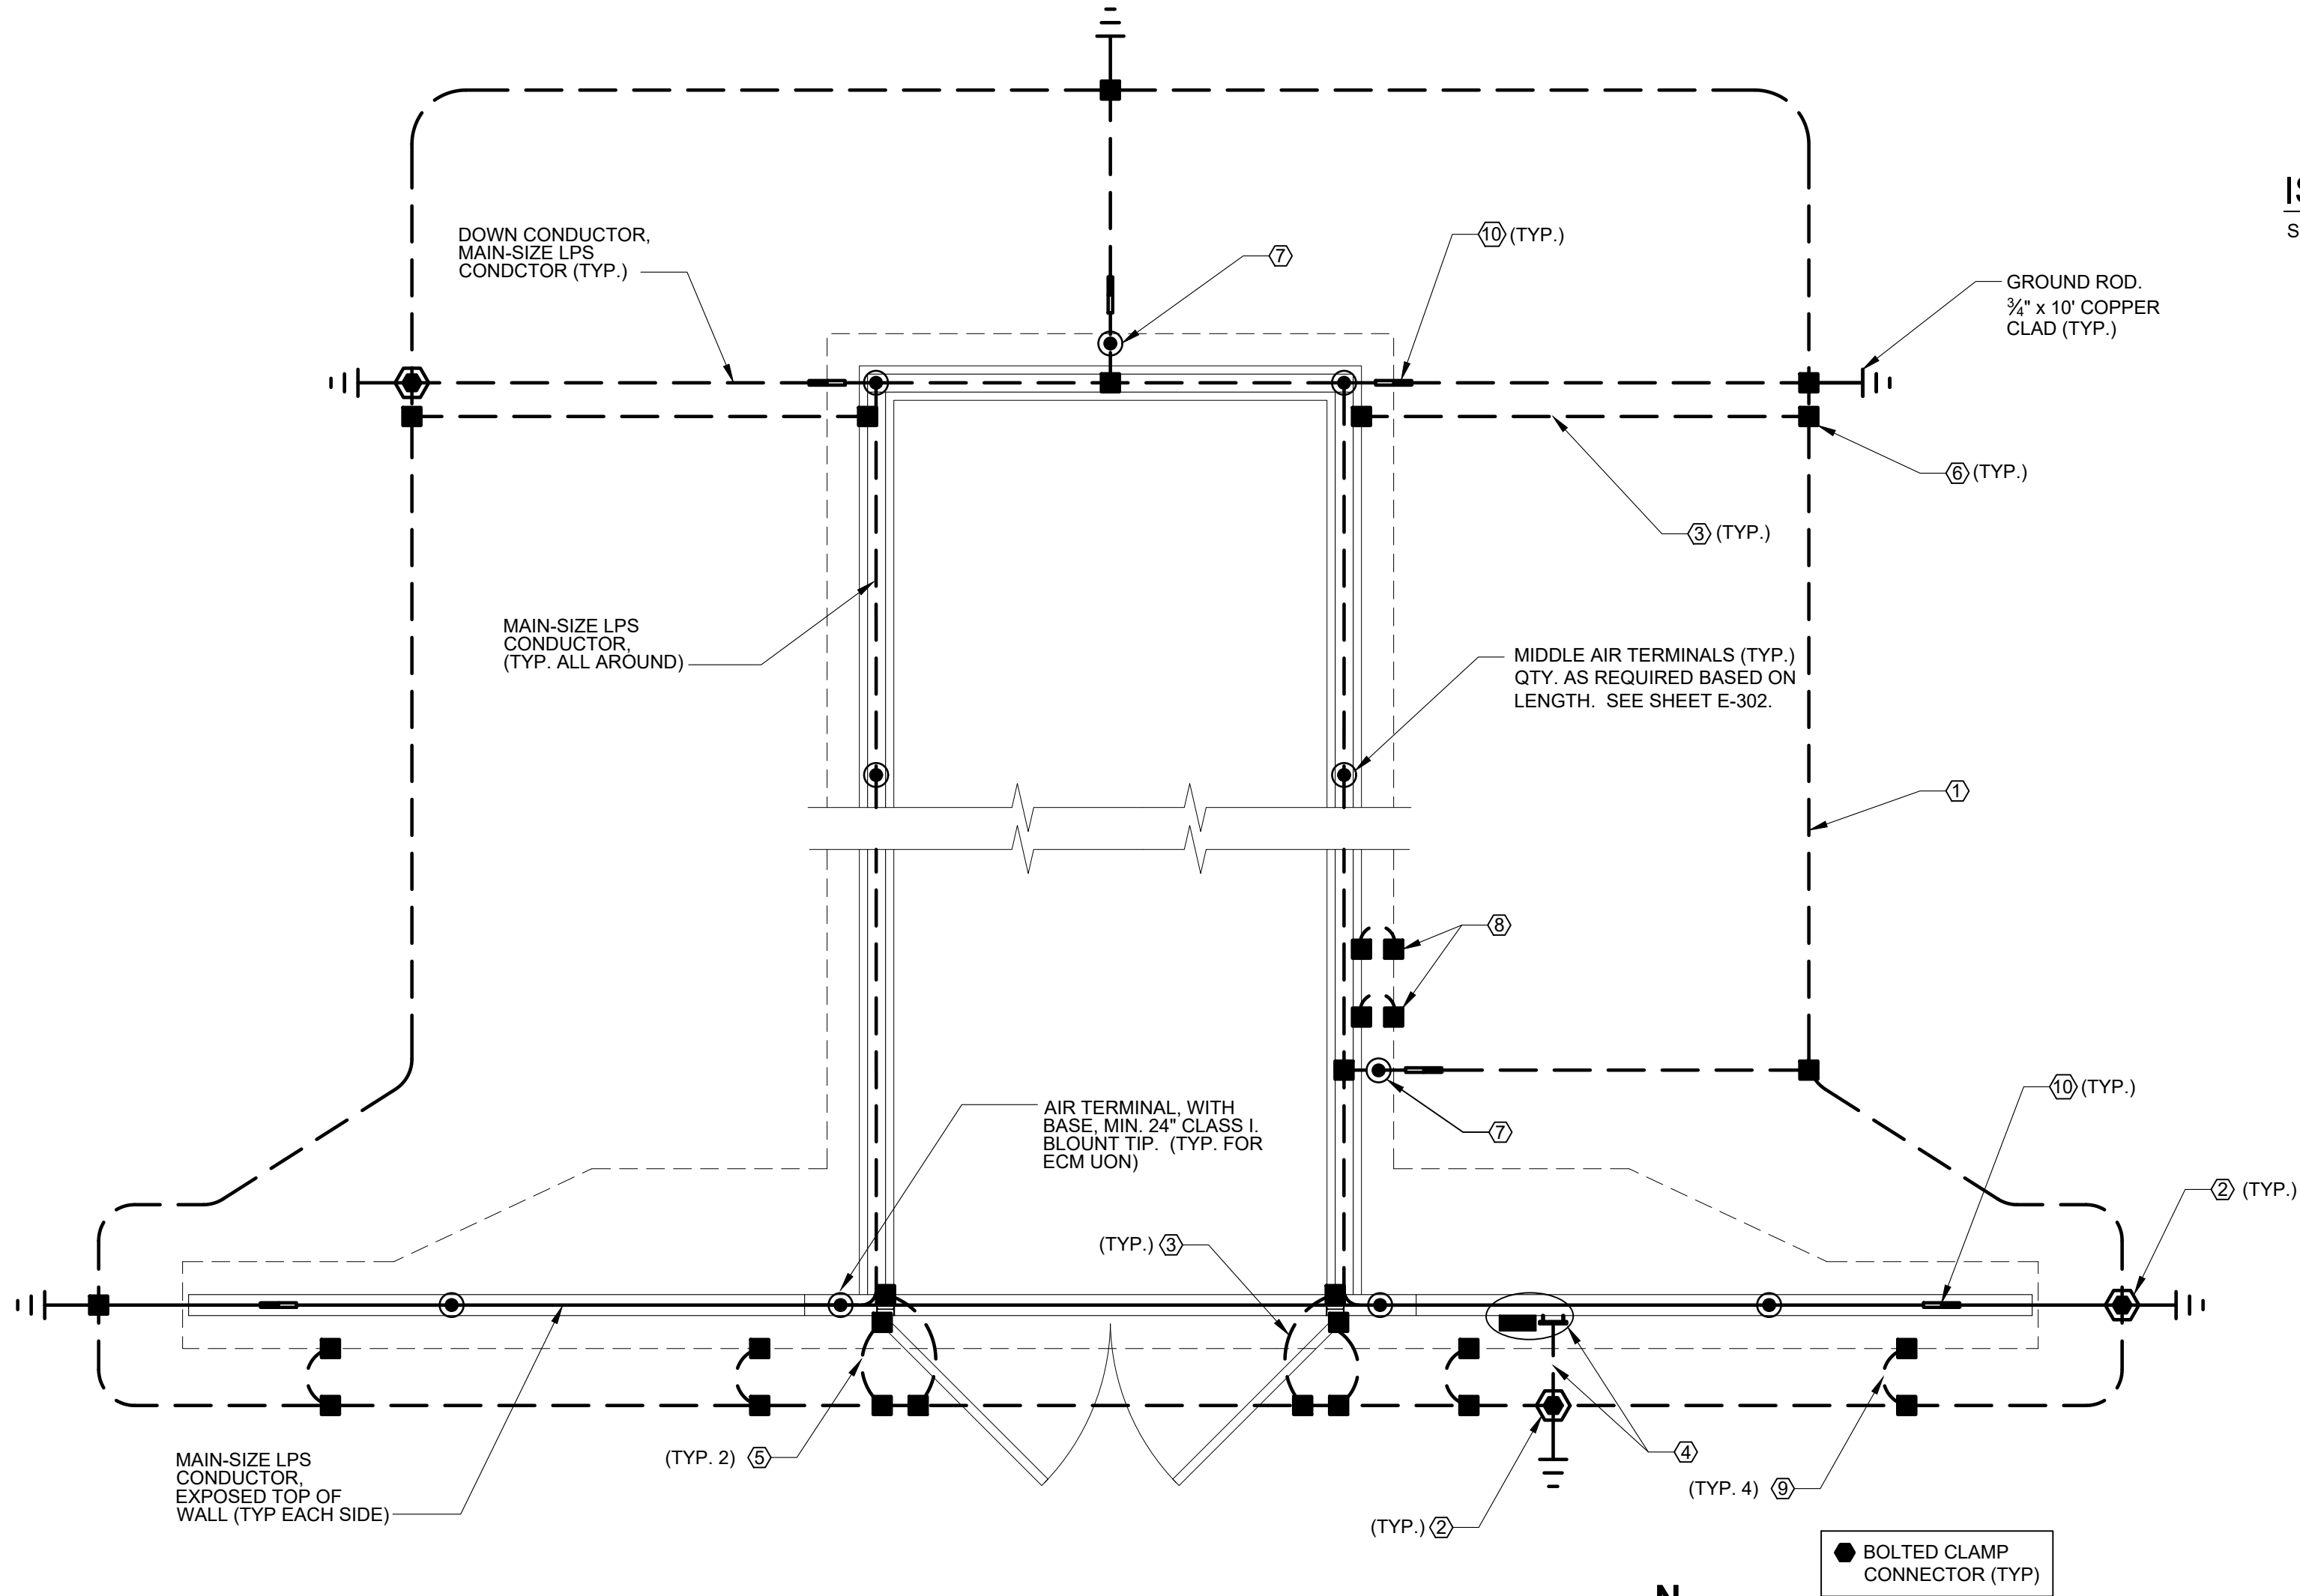 IS
S
DOWN CONDUCTOR,
MAIN-SIZE LPS
CONDCTOR (TYP.)
7
10 (TYP.)
GROUND ROD.
3/4" x 10' COPPER
CLAD (TYP.)
6 (TYP.)
3 (TYP.)
MAIN-SIZE LPS
CONDUCTOR,
(TYP. ALL AROUND)
MIDDLE AIR TERMINALS (TYP.)
QTY. AS REQUIRED BASED ON
LENGTH. SEE SHEET E-302.
1
8
AIR TERMINAL, WITH
BASE, MIN. 24" CLASS I.
BLOUNT TIP. (TYP. FOR
ECM UON)
7
10 (TYP.)
2 (TYP.)
(TYP.) 3
MAIN-SIZE LPS
CONDUCTOR,
EXPOSED TOP OF
WALL (TYP EACH SIDE)
(TYP. 2) 5
4
(TYP. 4) 9
(TYP.) 2
BOLTED CLAMP
CONNECTOR (TYP)
N